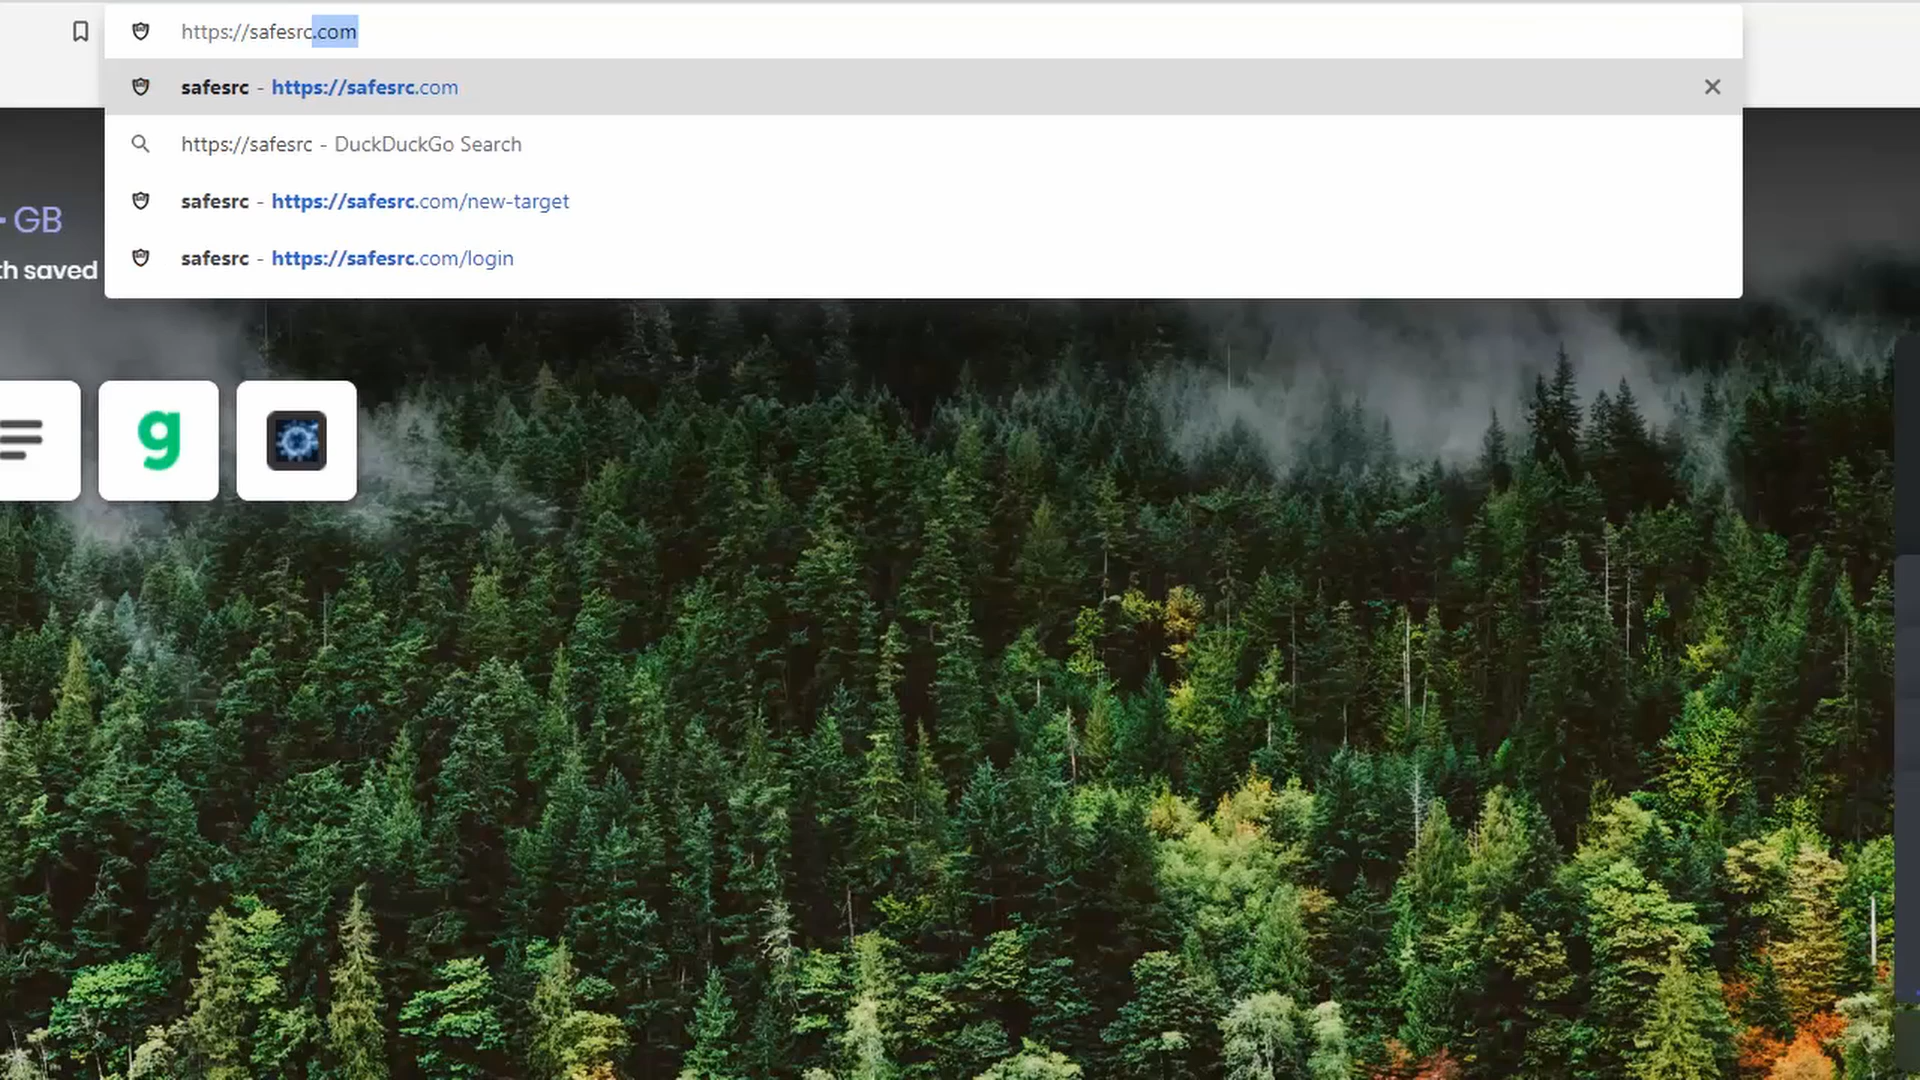 https://safesrc.com
safesrc - https://safesrc.com
https://safesrc - DuckDuckGo Search
safesrc - https://safesrc.com/new-target
GB
safesrc - https://safesrc.com/login
saved
g